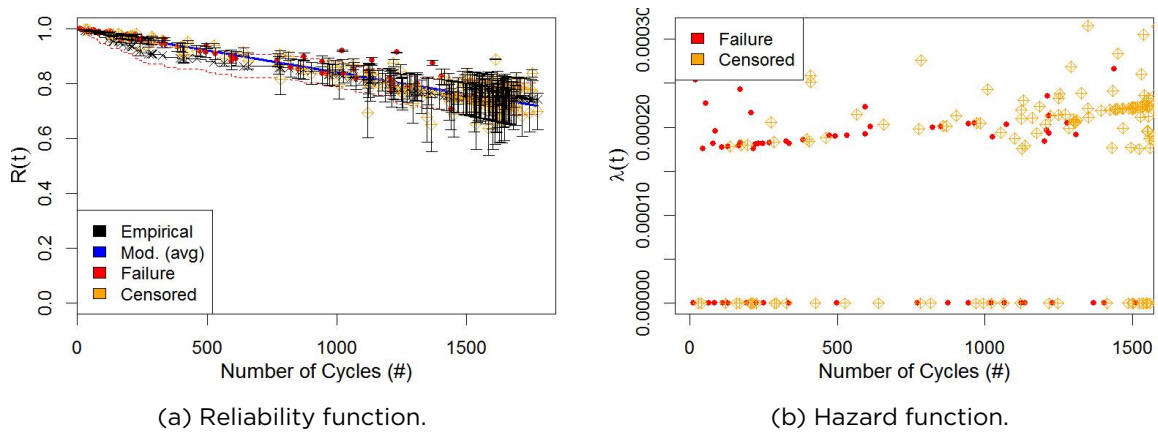 R(t)
1.0
0.8
0.6
0.4
0.2
0.0
Empirical
Mod. (avg)
Failure
Censored
0 500 1000 1500
Number of Cycles (#)
(a) Reliability function.
λ(t)
0.00020
0.00010
0.00000
Failure
Censored
0 500 1000 1500
Number of Cycles (#)
(b) Hazard function.